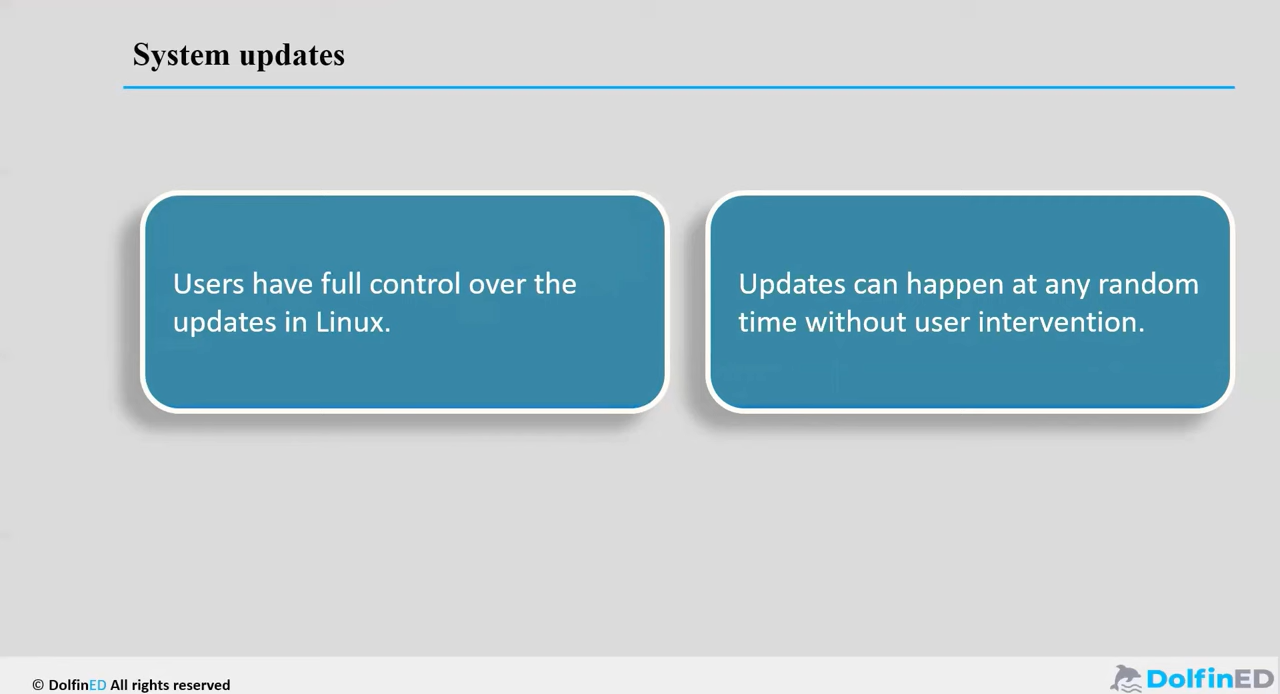 System updates
Users have full control over the
updates in Linux.
Updates can happen at any random
time without user intervention.
© DolfinED All rights reserved
DolfinED